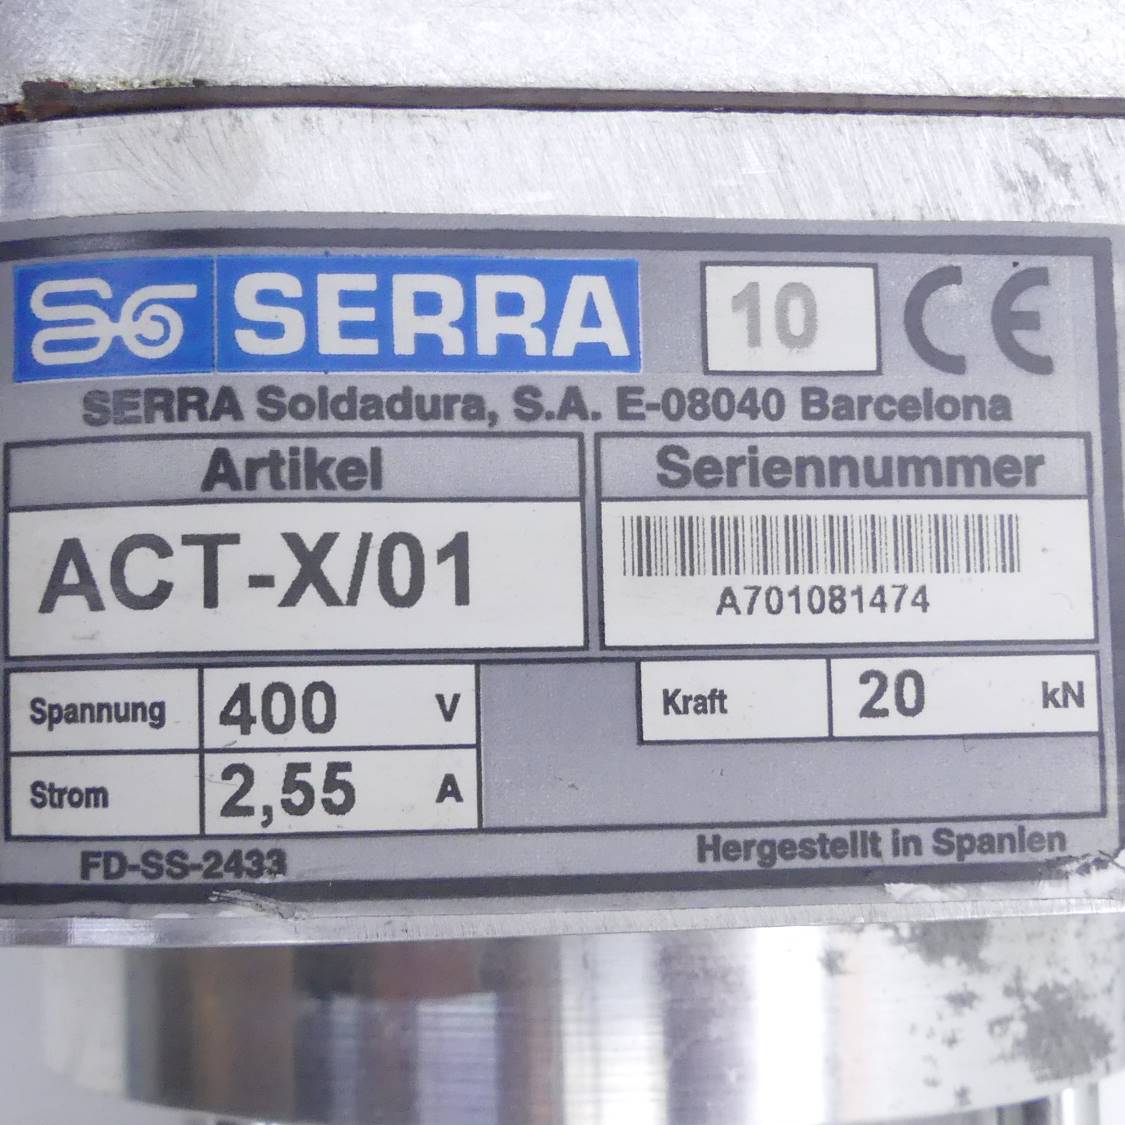 SERRA 10 CE
SERRA Soldadura, S.A. E-08040 Barcelona
Artikel Seriennummer
ACT-X/01
A701081474
Spannung 400 V Kraft 20 kN
Strom 2,55 A
FD-SS-2433 Hergestellt in Spanien